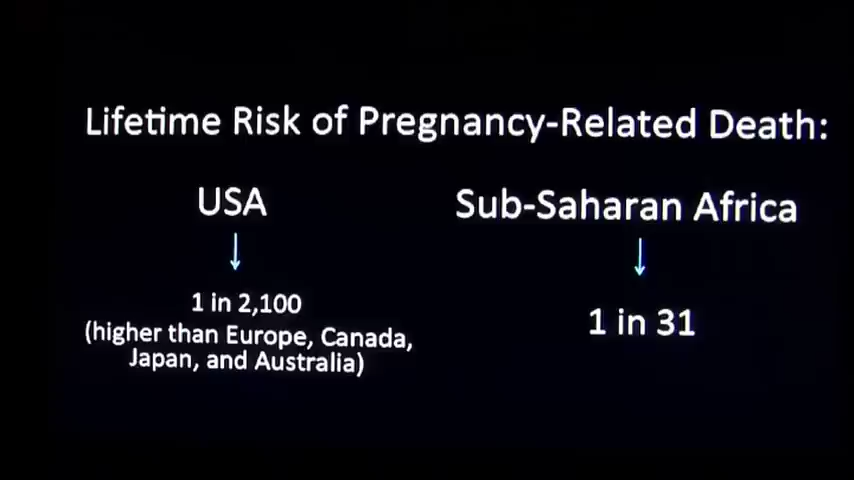 Lifetime Risk of Pregnancy-Related Death:
USA
Sub-Saharan Africa
1 in 2,100
(higher than Europe, Canada,
Japan, and Australia)
1 in 31